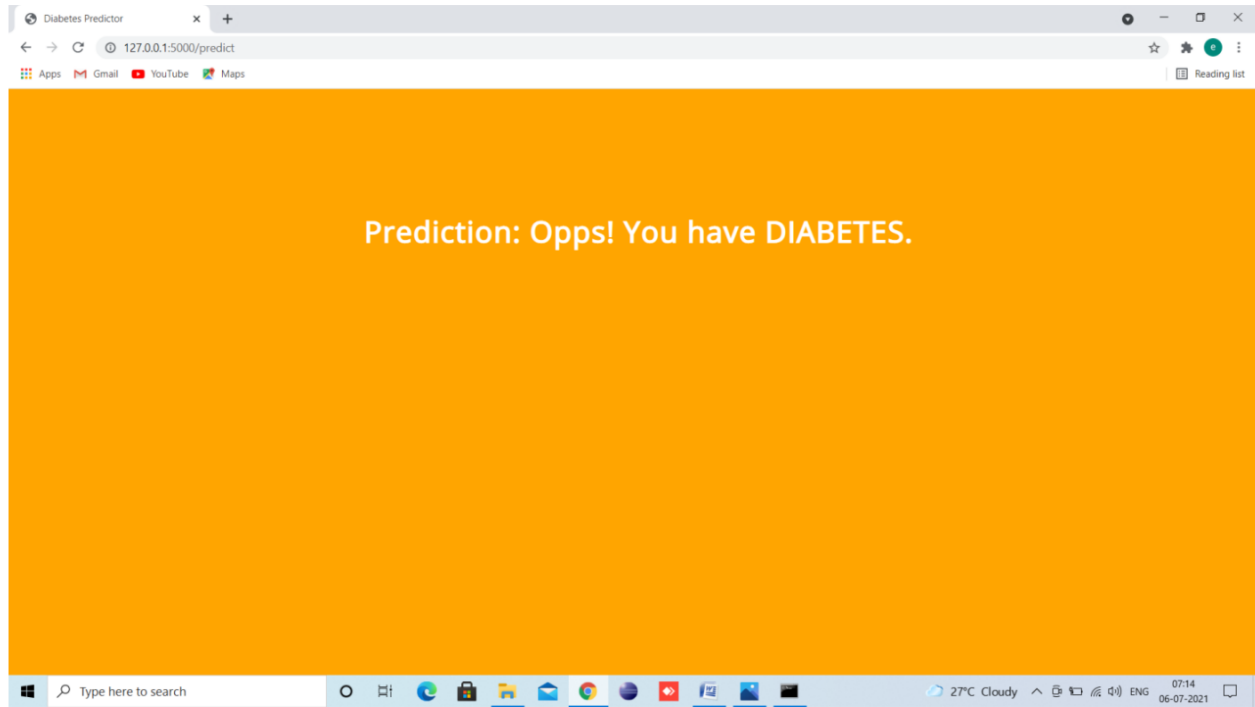 Diabetes Predictor
127.0.0.1:5000/predict
e
Apps Gmail YouTube Maps Reading list
Prediction: Opps! You have DIABETES.
Type here to search
27°C Cloudy ENG
07:14
06-07-2021